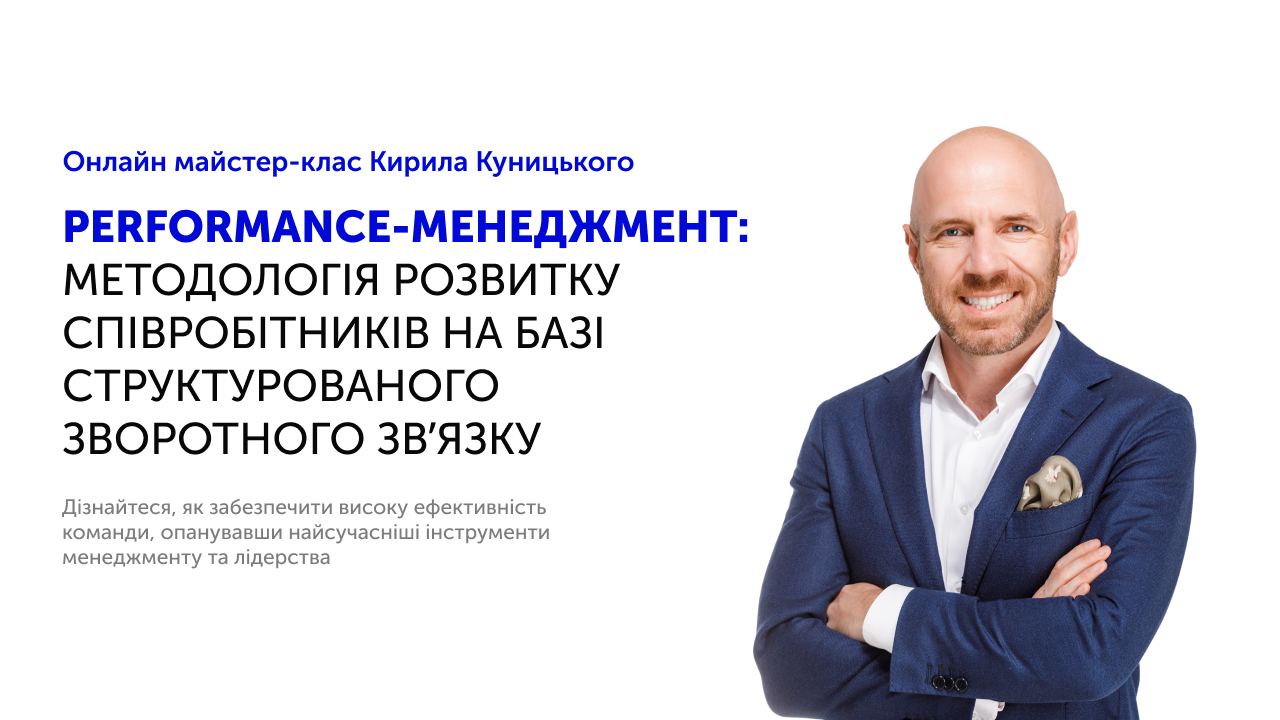 Онлайн майстер-клас Кирила Куницького
PERFORMANCE-МЕНЕДЖМЕНТ:
МЕТОДОЛОГІЯ РОЗВИТКУ
СПІВРОБІТНИКІВ НА БАЗІ
СТРУКТУРОВАНОГО
ЗВОРОТНОГО ЗВ’ЯЗКУ
Дізнайтеся, як забезпечити високу ефективність
команди, опанувавши найсучасніші інструменти
менеджменту та лідерства